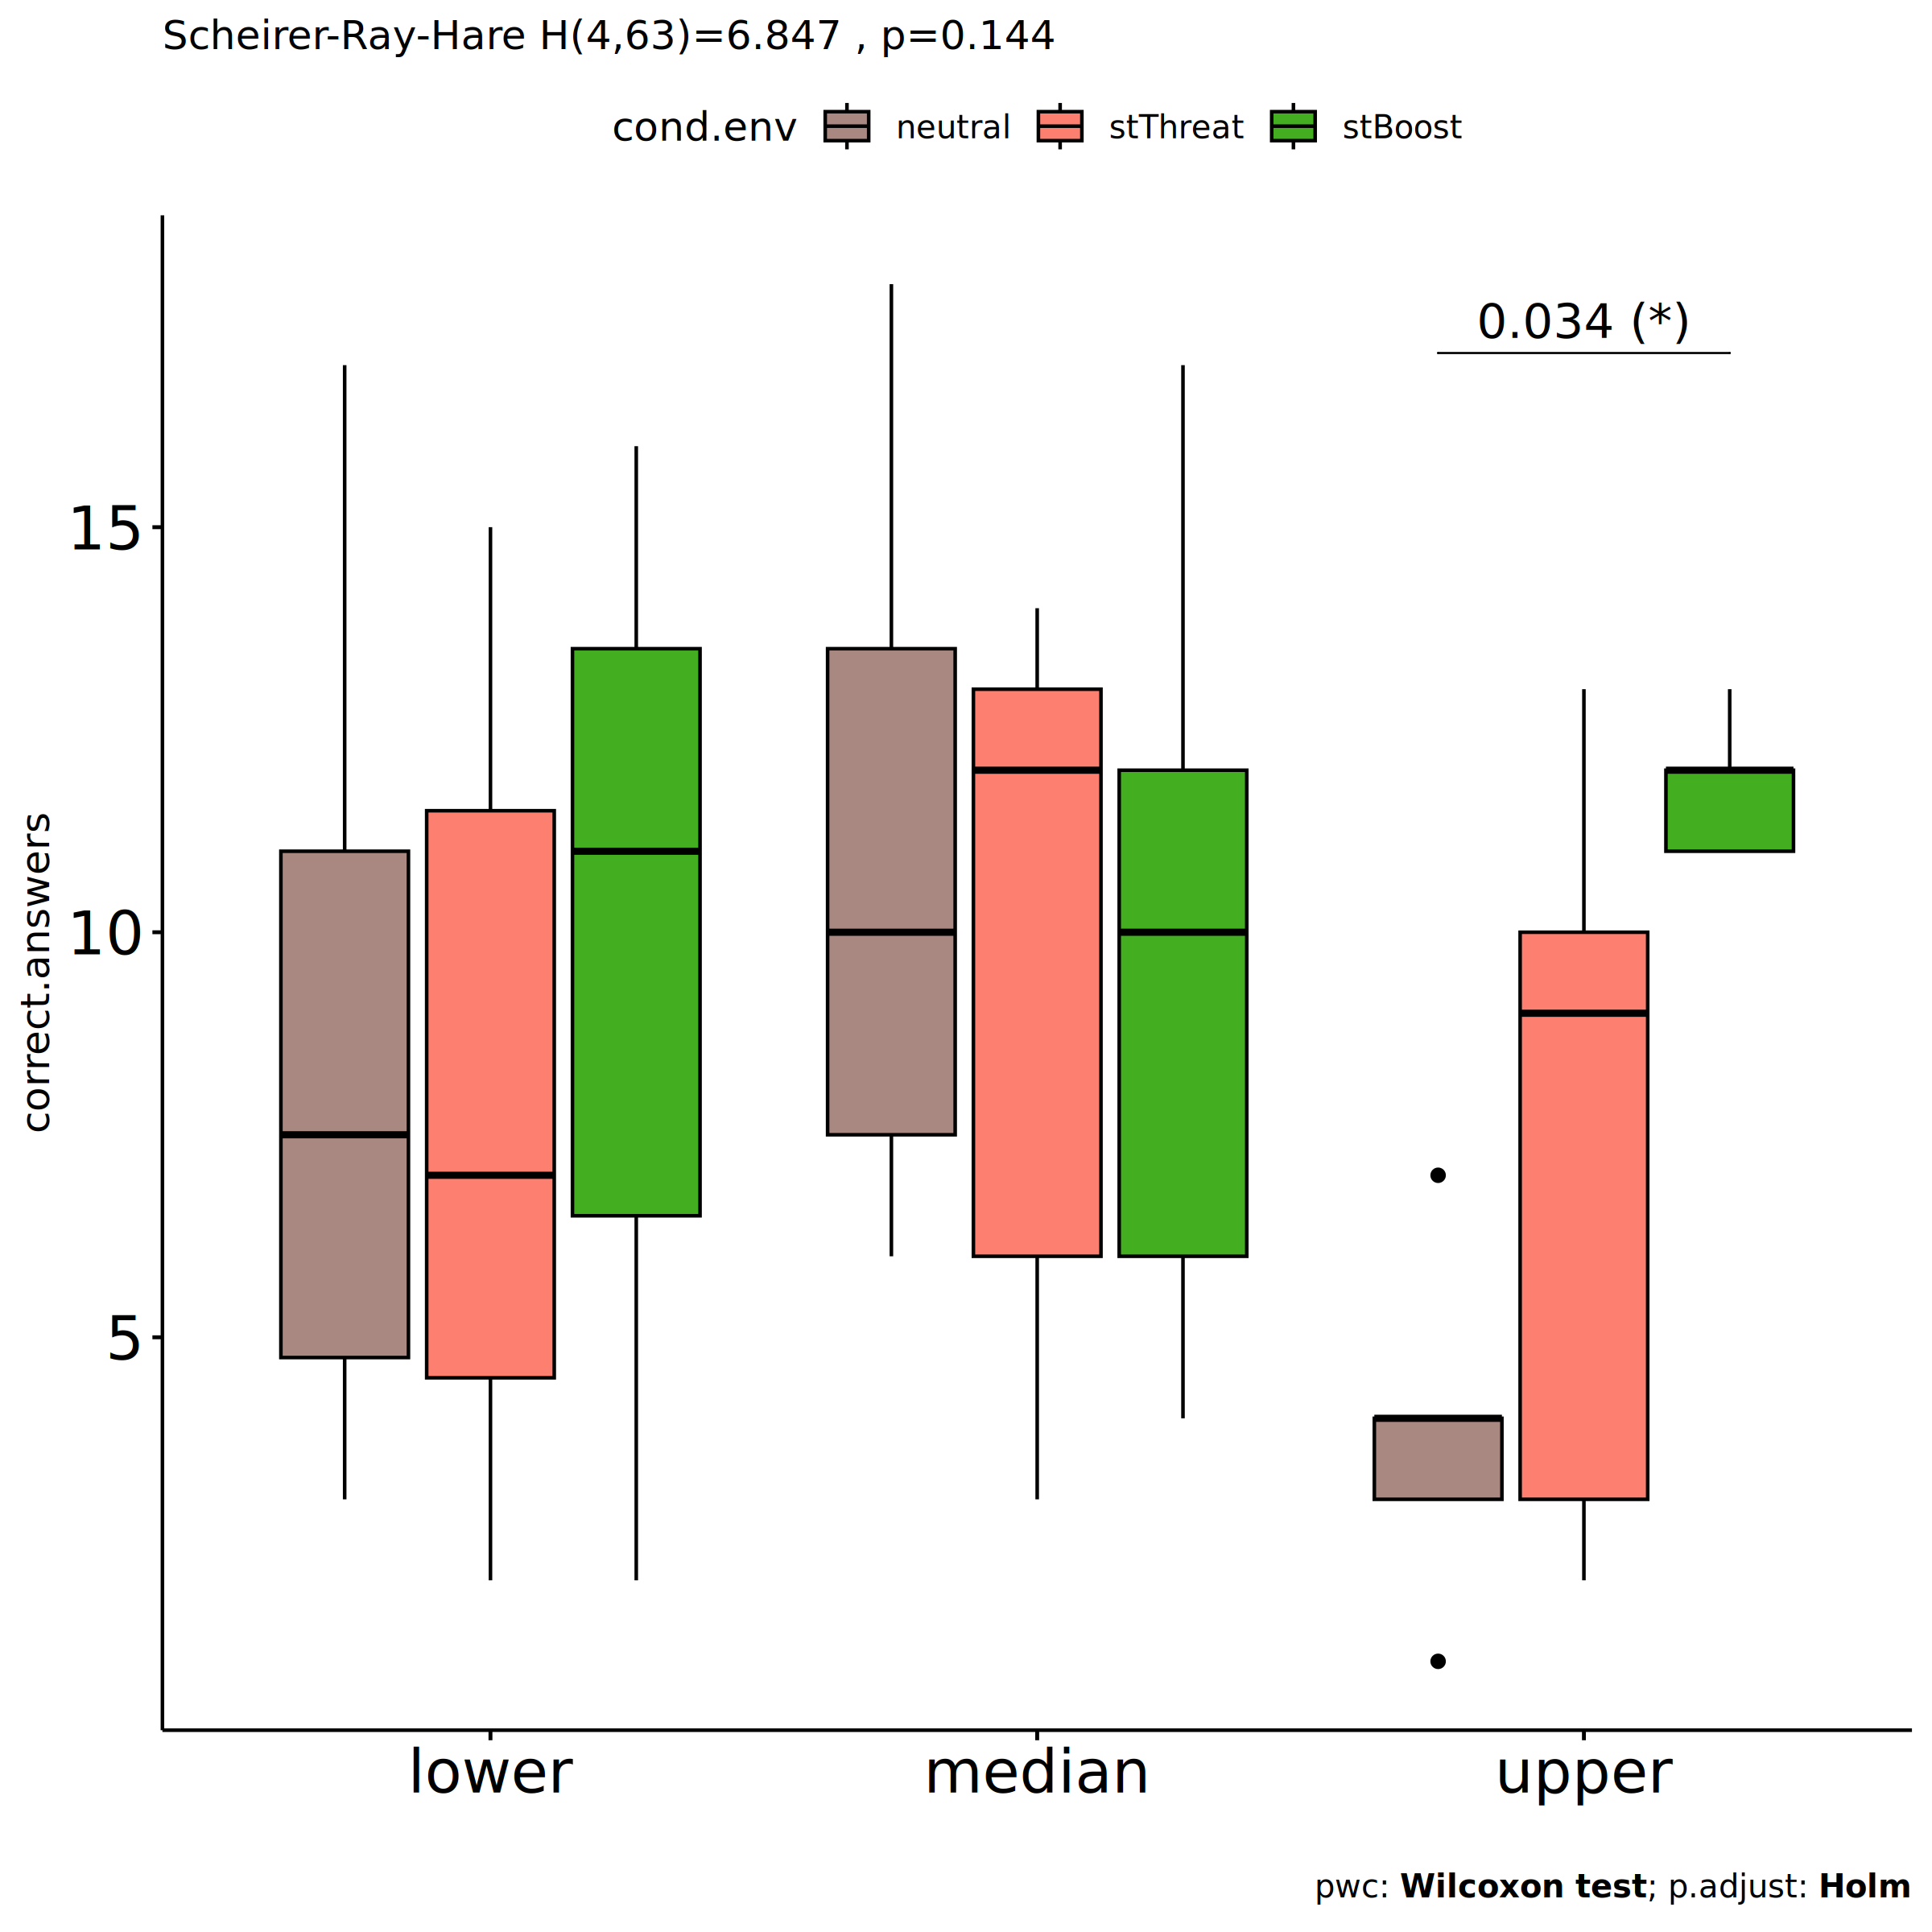 Scheirer-Ray-Hare H(4,63)=6.847 , p=0.144
cond.env neutral stThreat stBoost
0.034 (*)
15
10
5
correct.answers
lower median upper
pwc: Wilcoxon test; p.adjust: Holm